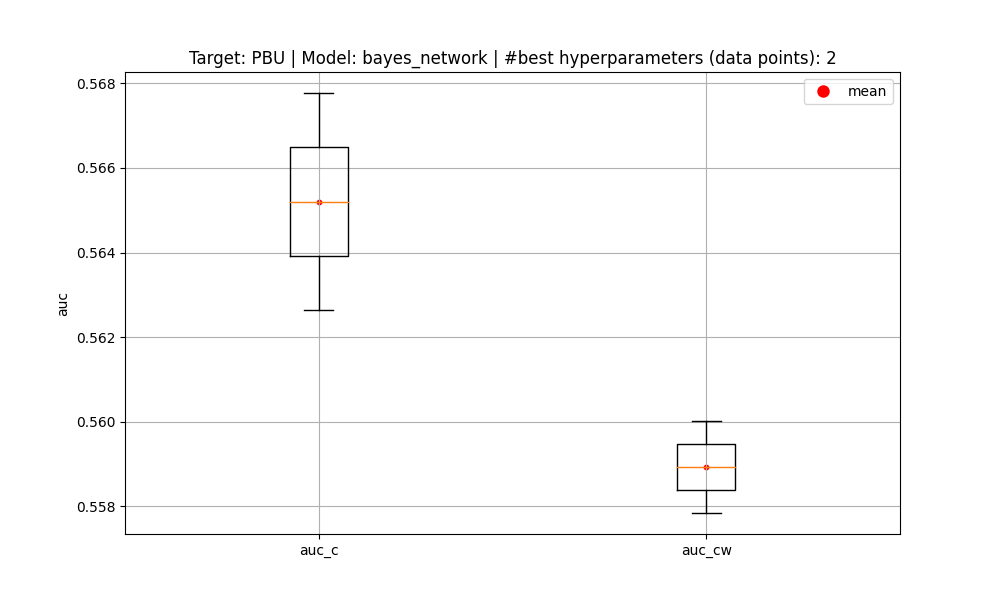 Target: PBU | Model: bayes_network | #best hyperparameters (data points): 2
mean
0.568
0.566
0.564
0.562
0.560
0.558
auc
auc_c
auc_cw